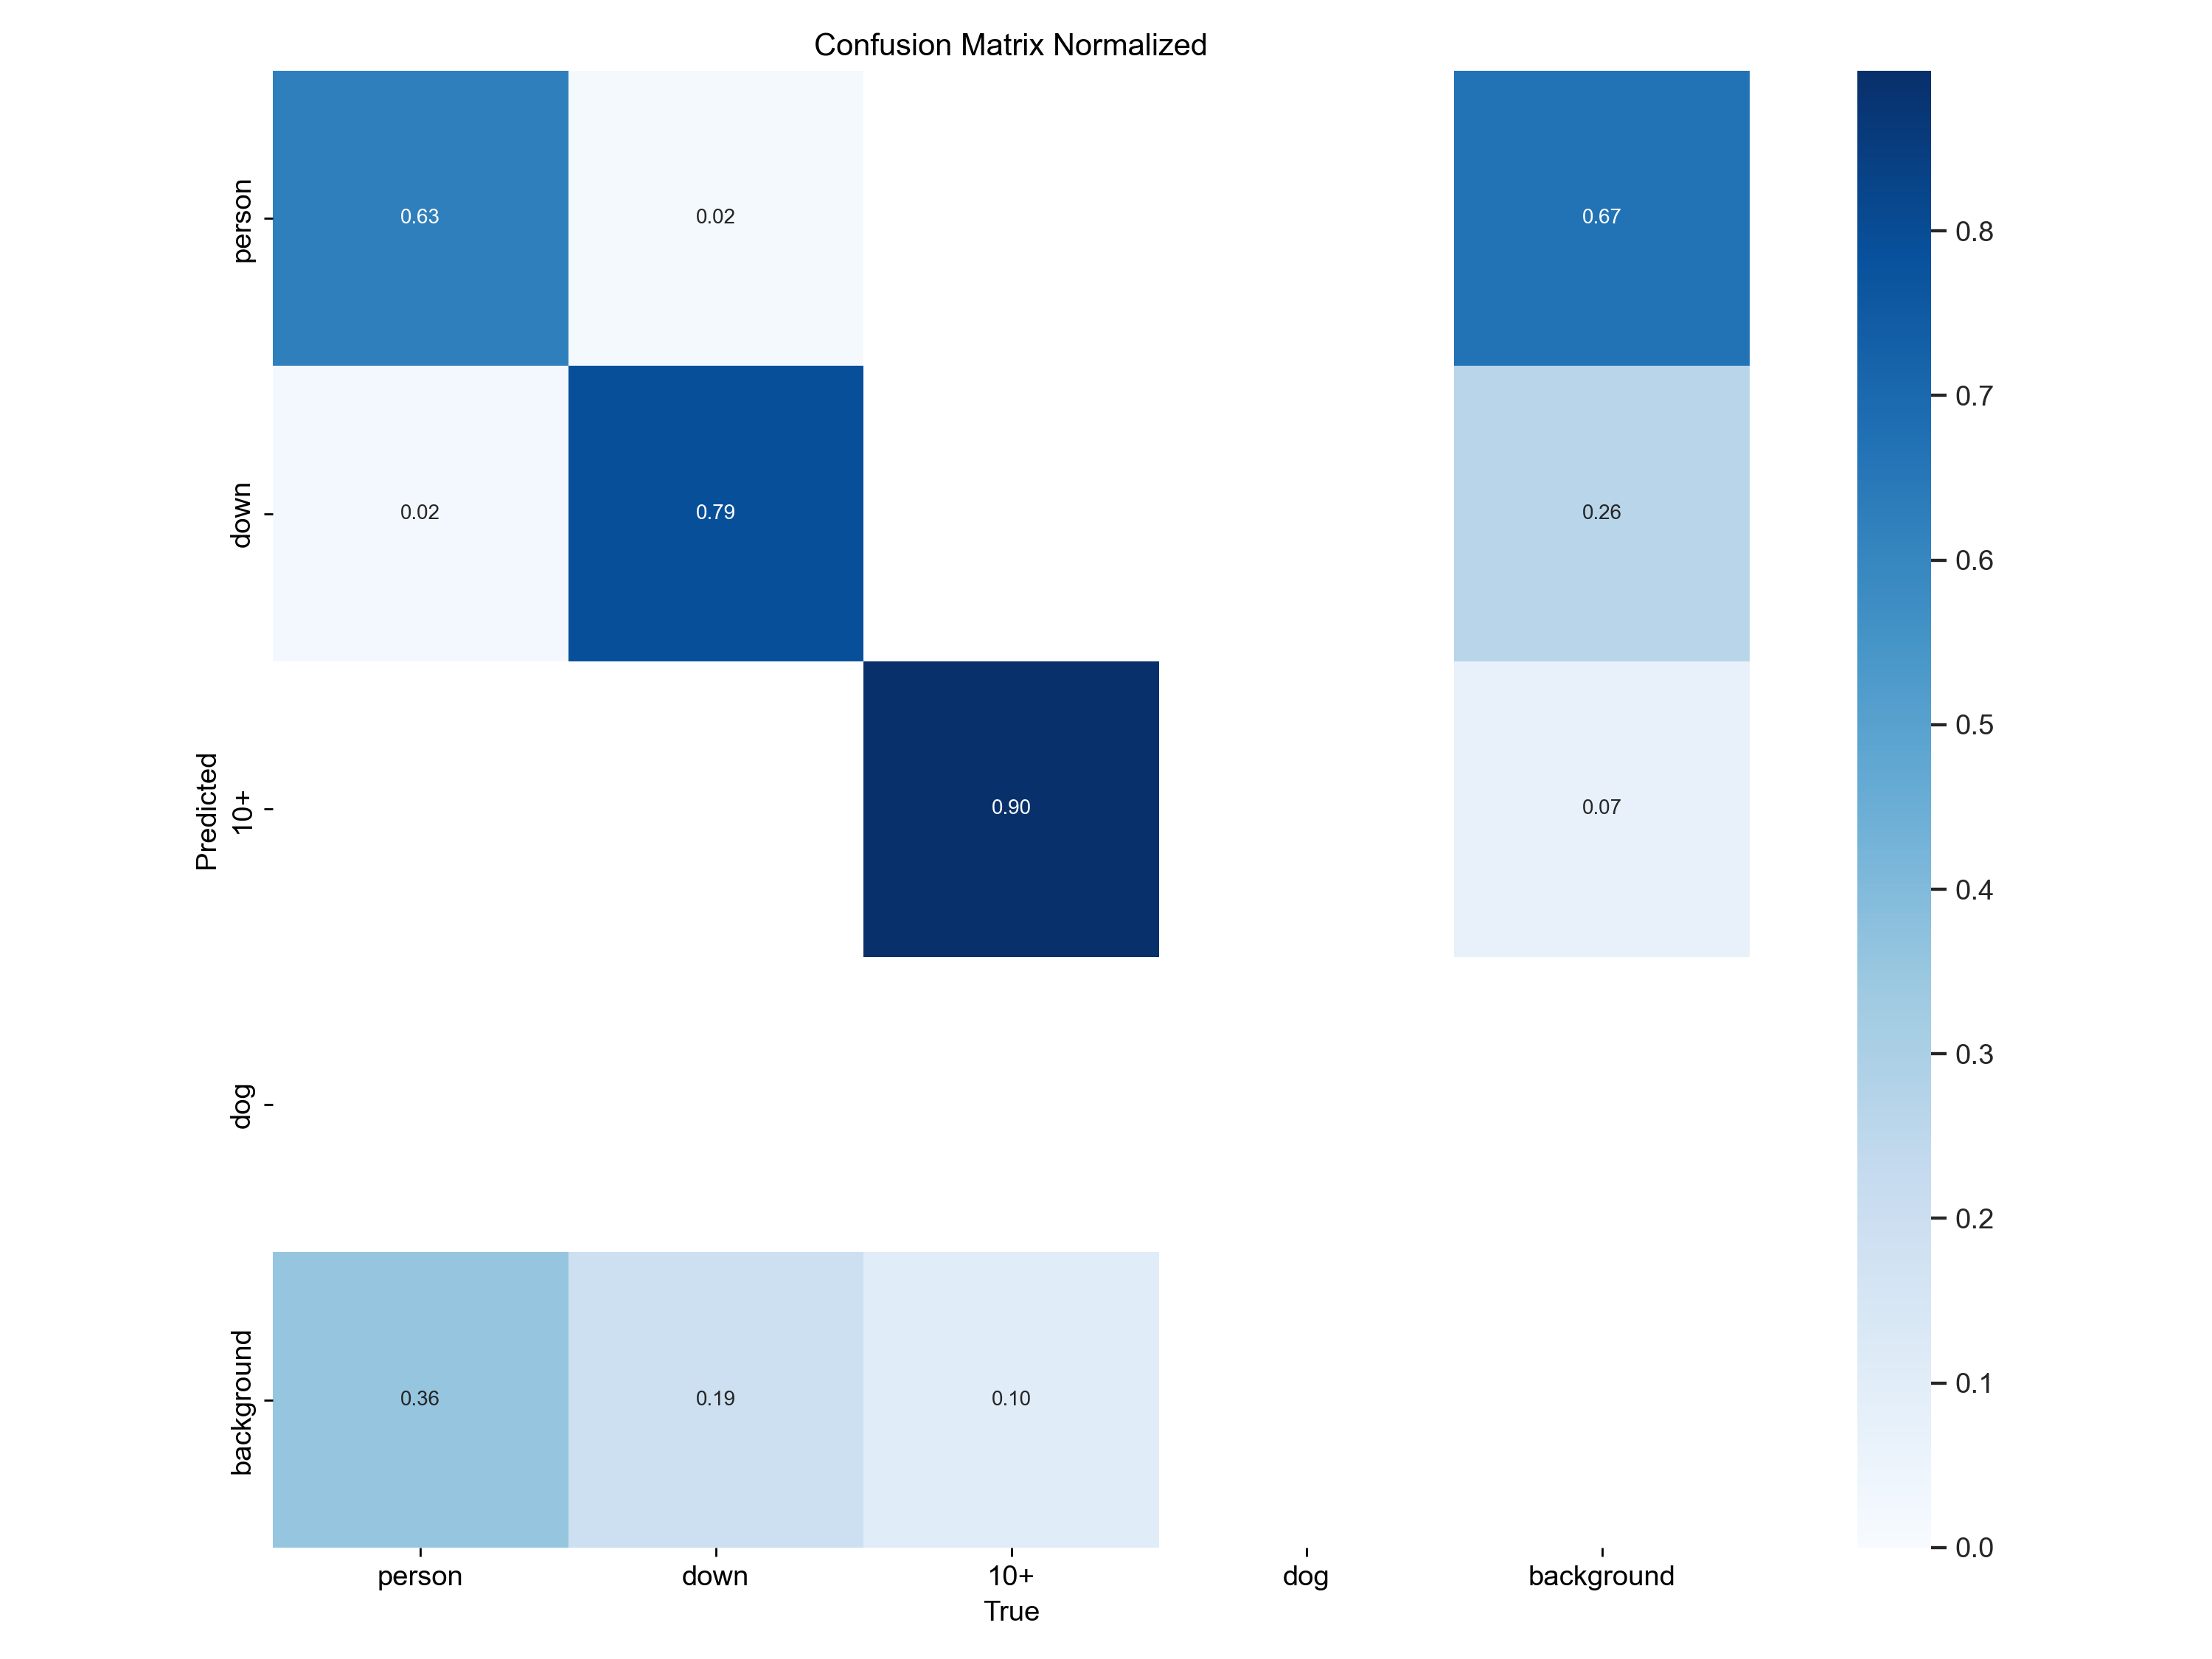 Confusion Matrix Normalized
person
0.63
0.02
0.67
down
0.02
0.79
0.26
Predicted
10+
0.90
0.07
dog
background
0.36
0.19
0.10
person
down
10+
dog
background
True
0.8
0.7
0.6
0.5
0.4
0.3
0.2
0.1
0.0